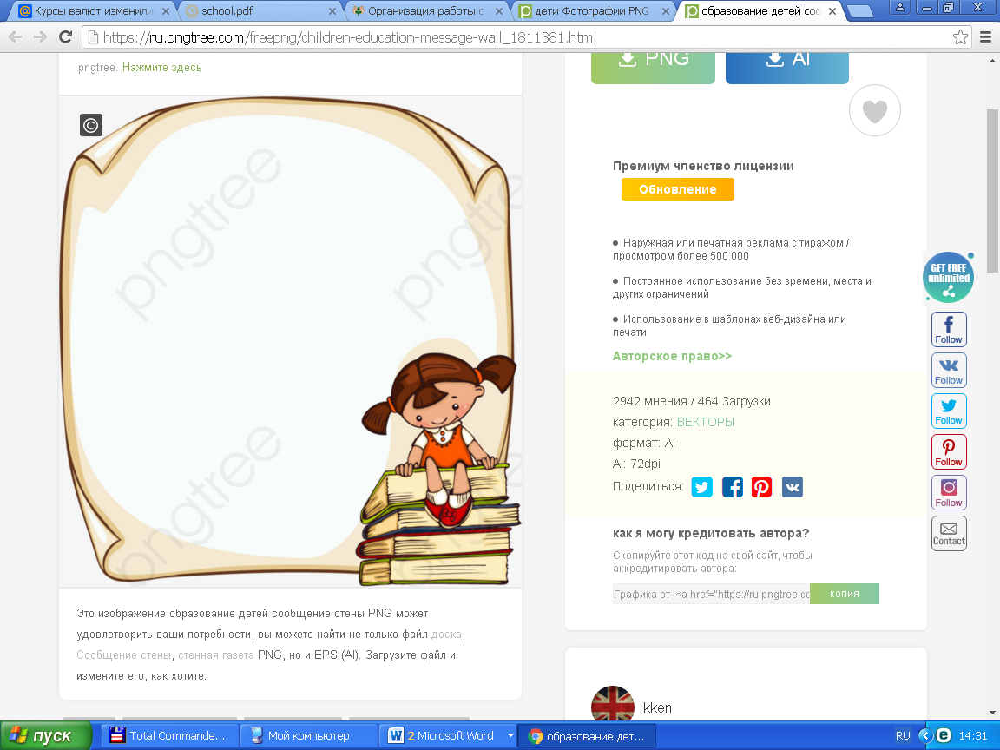 Курсы валют изменили
school.pdf
Организация работы с
дети Фотографии PNG
образование детей соо
https://ru.pngtree.com/freepng/children-education-message-wall_1811381.html
pngtree. Нажмите здесь
PNG
AI
©
pngtree
pngtree
pngtree
pngtree
Премиум членство лицензии
Обновление
● Наружная или печатная реклама с тиражом /
просмотром более 500 000
● Постоянное использование без времени, места и
других ограничений
● Использование в шаблонах веб-дизайна или
печати
Авторское право>>
2942 мнения / 464 Загрузки
категория: ВЕКТОРЫ
формат: AI
AI: 72dpi
Поделиться:
как я могу кредитовать автора?
Скопируйте этот код на свой сайт, чтобы
аккредитировать автора:
Графика от <a href="https://ru.pngtree.co
копия
kken
GET FREE
unlimited
Follow
Follow
Follow
Follow
Follow
Contact
Это изображение образование детей сообщение стены PNG может
удовлетворить ваши потребности, вы можете найти не только файл доска,
Сообщение стены, стенная газета PNG, но и EPS (AI). Загрузите файл и
измените его, как хотите.
пуск
Total Commande...
Мой компьютер
2 Microsoft Word
образование дет...
RU
14:31